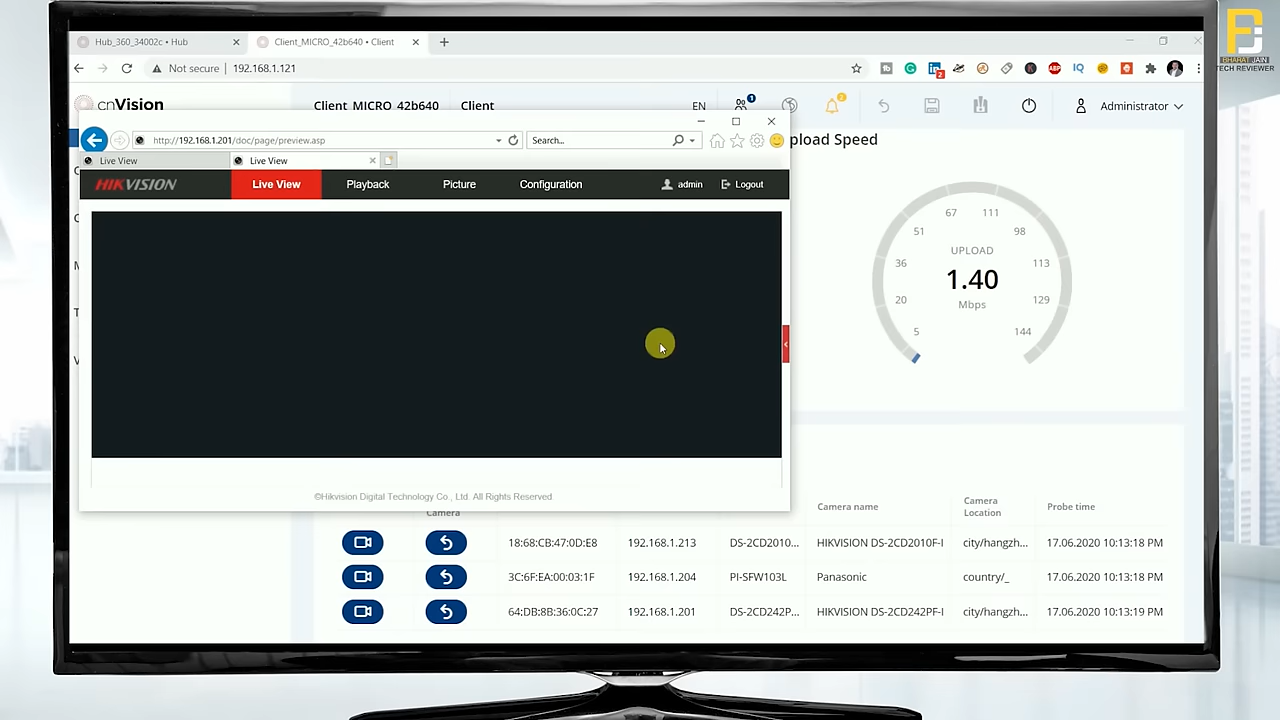 BHARAT JAIN
TECH REVIEWER
Hub_360_34002c • Hub
Client_MICRO_42b640 • Client
Not secure | 192.168.1.121
ABP
IQ
2
cnVision
Client_MICRO_42b640
Client
EN
1
2
Administrator
http://192.168.1.201/doc/page/preview.asp
Search...
Live View
Live View
HIKVISION
Live View
Playback
Picture
Configuration
admin
Logout
©Hikvision Digital Technology Co., Ltd. All Rights Reserved
pload Speed
67
111
51
98
36
113
20
129
5
144
UPLOAD
1.40
Mbps
Camera
Camera name
Camera
Location
Probe time
18:68:CB:47:0D:E8 192.168.1.213 DS-2CD2010... HIKVISION DS-2CD2010F-I city/hangzh... 17.06.2020 10:13:18 PM
3C:6F:EA:00:03:1F 192.168.1.204 PI-SFW103L Panasonic country/_ 17.06.2020 10:13:18 PM
64:DB:8B:36:0C:27 192.168.1.201 DS-2CD242P... HIKVISION DS-2CD242PF-I city/hangzh... 17.06.2020 10:13:19 PM